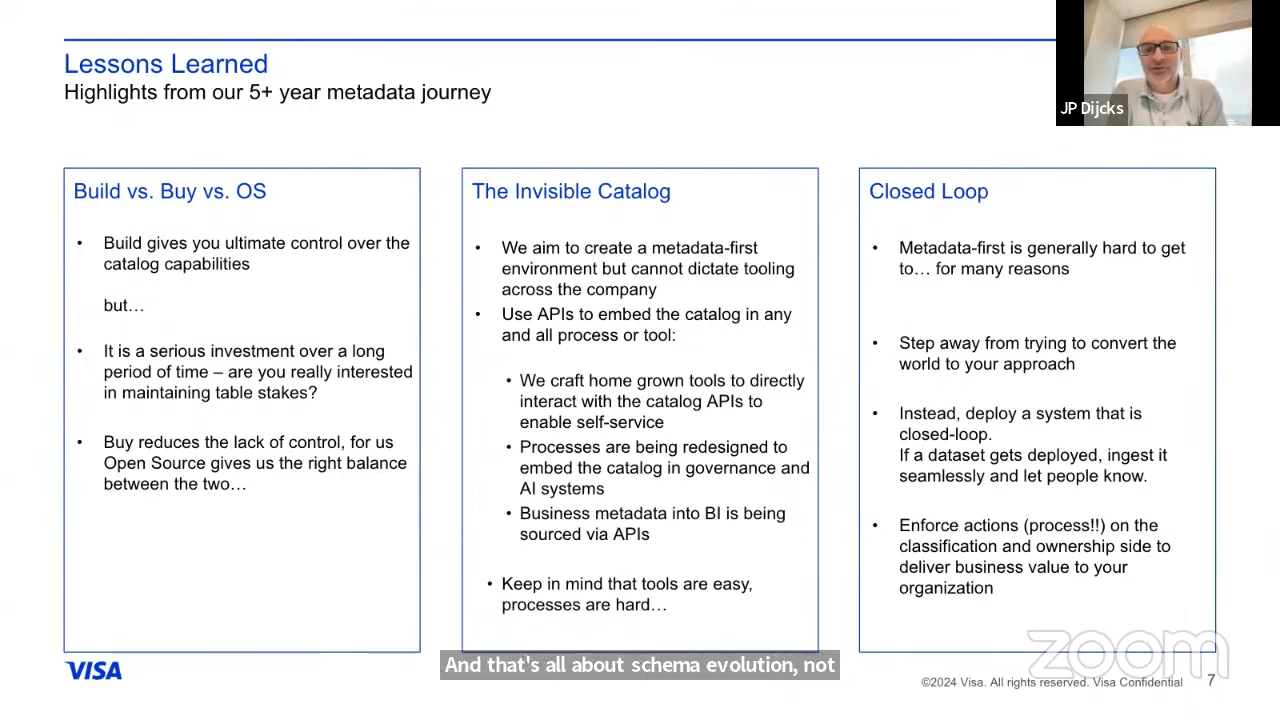 Lessons Learned
Highlights from our 5+ year metadata journey
JP Dijcks
Build vs. Buy vs. OS
• Build gives you ultimate control over the
catalog capabilities
but…
• It is a serious investment over a long
period of time – are you really interested
in maintaining table stakes?
• Buy reduces the lack of control, for us
Open Source gives us the right balance
between the two…
The Invisible Catalog
• We aim to create a metadata-first
environment but cannot dictate tooling
across the company
• Use APIs to embed the catalog in any
and all process or tool:
• We craft home grown tools to directly
interact with the catalog APIs to
enable self-service
• Processes are being redesigned to
embed the catalog in governance and
AI systems
• Business metadata into BI is being
sourced via APIs
• Keep in mind that tools are easy,
processes are hard…
Closed Loop
• Metadata-first is generally hard to get
to… for many reasons
• Step away from trying to convert the
world to your approach
• Instead, deploy a system that is
closed-loop.
If a dataset gets deployed, ingest it
seamlessly and let people know.
• Enforce actions (process!!) on the
classification and ownership side to
deliver business value to your
organization
zoom
VISA
And that's all about schema evolution, not
©2024 Visa. All rights reserved. Visa Confidential
7